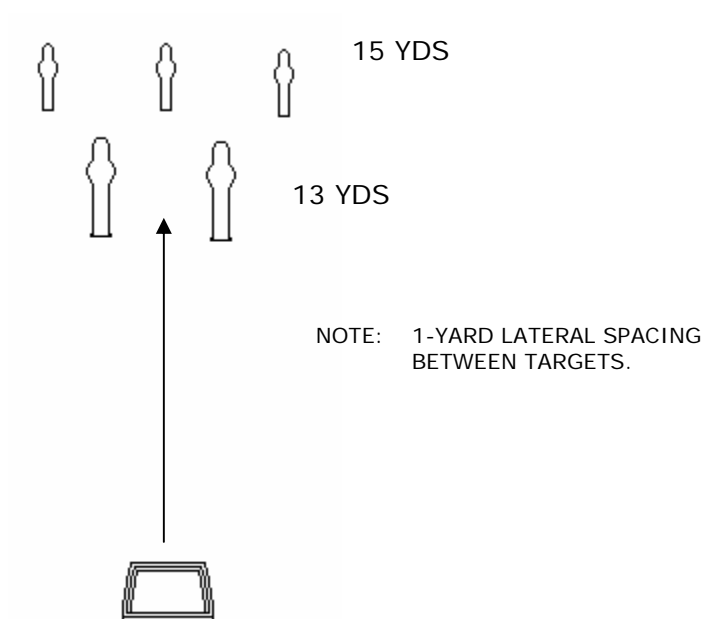 15 YDS
13 YDS
NOTE: 1-YARD LATERAL SPACING
BETWEEN TARGETS.